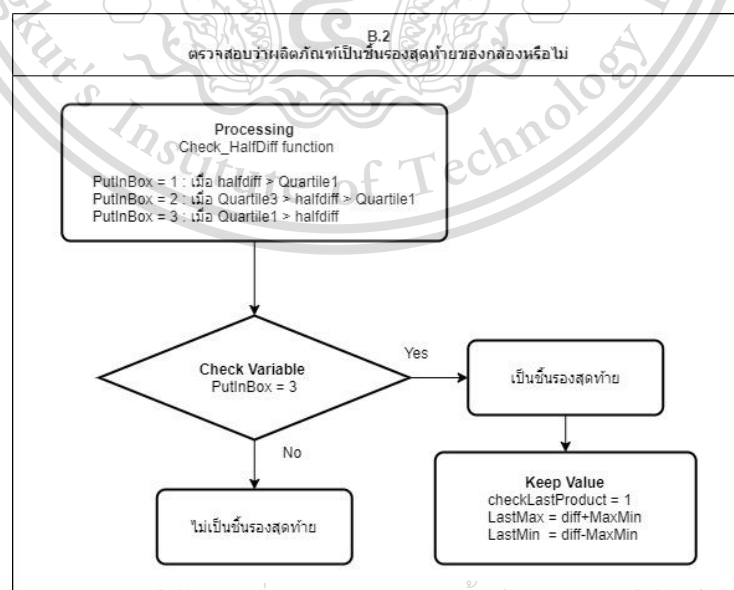 B.2
ตรวจสอบว่าผลิตภัณฑ์เป็นชิ้นรองสุดท้ายของกล่องหรือไม่
Processing
Check_HalfDiff function
PutInBox = 1 : เมื่อ halfdiff > Quartile1
PutInBox = 2 : เมื่อ Quartile3 > halfdiff > Quartile1
PutInBox = 3 : เมื่อ Quartile1 > halfdiff
Check Variable
PutInBox = 3
Yes
เป็นชิ้นรองสุดท้าย
No
ไม่เป็นชิ้นรองสุดท้าย
Keep Value
checkLastProduct = 1
LastMax = diff+MaxMin
LastMin = diff-MaxMin
kut's Institute of Technology